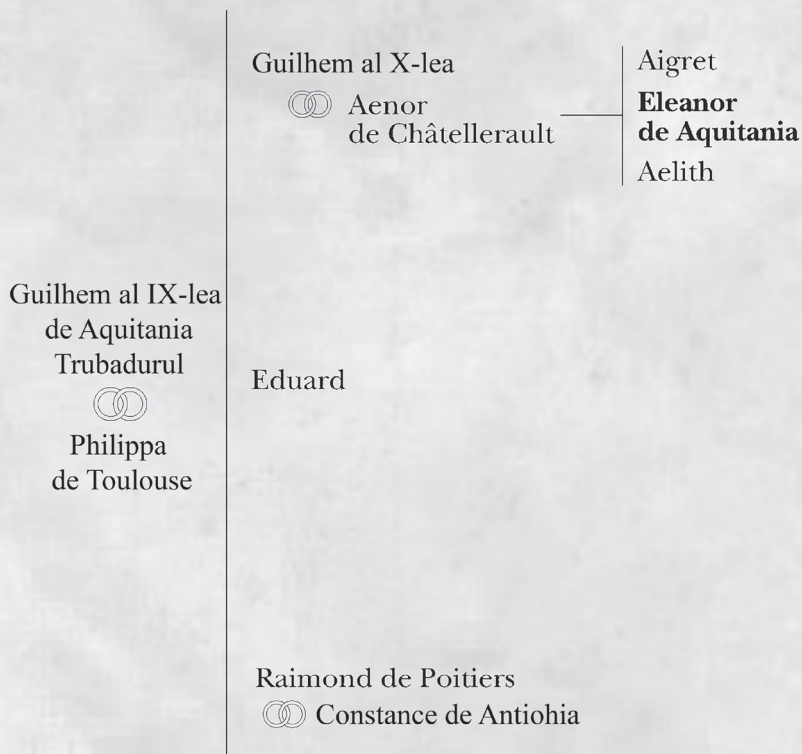 Guilhem al X-lea
Aenor
de Châtellerault
Aigret
Eleanor
de Aquitania
Aelith
Guilhem al IX-lea
de Aquitania
Trubadurul
Philippa
de Toulouse
Eduard
Raimond de Poitiers
Constance de Antiohia